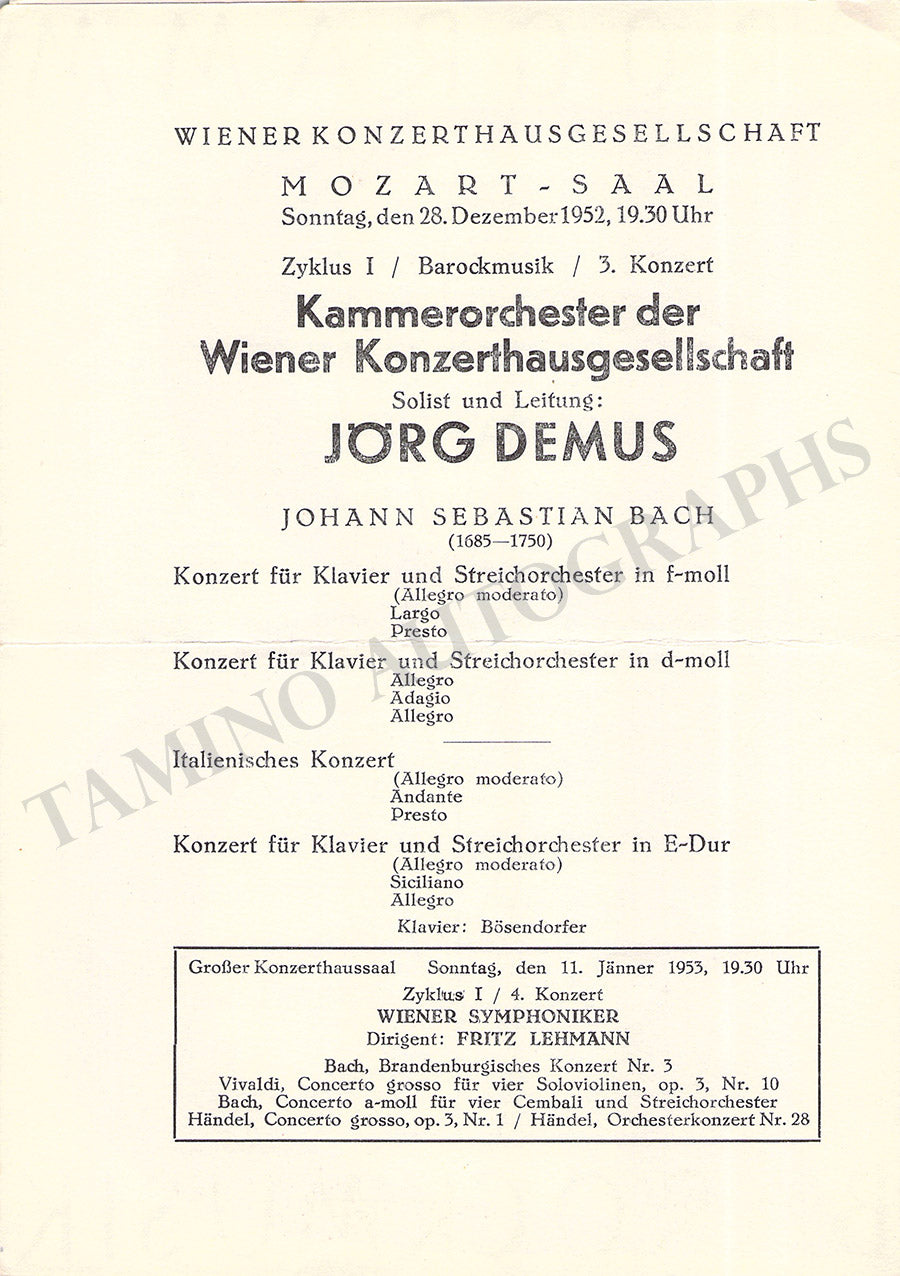 WIENER KONZERTHAUSGESELLSCHAFT
MOZART-SAAL
Sonntag, den 28. Dezember 1952, 19.30 Uhr
Zyklus I / Barockmusik / 3. Konzert
Kammerorchester der
Wiener Konzerthausgesellschaft
Solist und Leitung:
JÖRG DEMUS
JOHANN SEBASTIAN BACH
(1685—1750)
Konzert für Klavier und Streichorchester in f-moll
(Allegro moderato)
Largo
Presto
Konzert für Klavier und Streichorchester in d-moll
Allegro
Adagio
Allegro
Italienisches Konzert
(Allegro moderato)
Andante
Presto
Konzert für Klavier und Streichorchester in E-Dur
(Allegro moderato)
Siciliano
Allegro
Klavier: Bösendorfer
Großer Konzerthaussaal Sonntag, den 11. Jänner 1953, 19.30 Uhr
Zyklus I / 4. Konzert
WIENER SYMPHONIKER
Dirigent: FRITZ LEHMANN
Bach, Brandenburgisches Konzert Nr. 3
Vivaldi, Concerto grosso für vier Soloviolinen, op. 3, Nr. 10
Bach, Concerto a-moll für vier Cembali und Streichorchester
Händel, Concerto grosso, op. 3, Nr. 1 / Händel, Orchesterkonzert Nr. 28
TAMINO AUTOGRAPHS